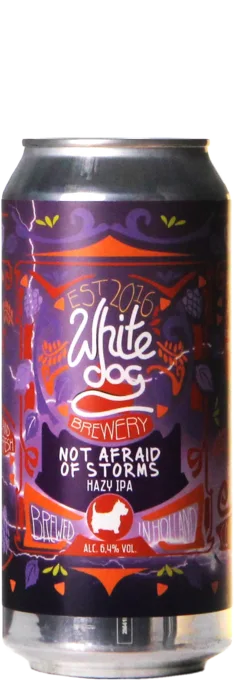 EST 2016
White
dog
BREWERY
NOT AFRAID
OF STORMS
HAZY IPA
BREWED IN HOLLAND
ALC. 6,4% VOL.